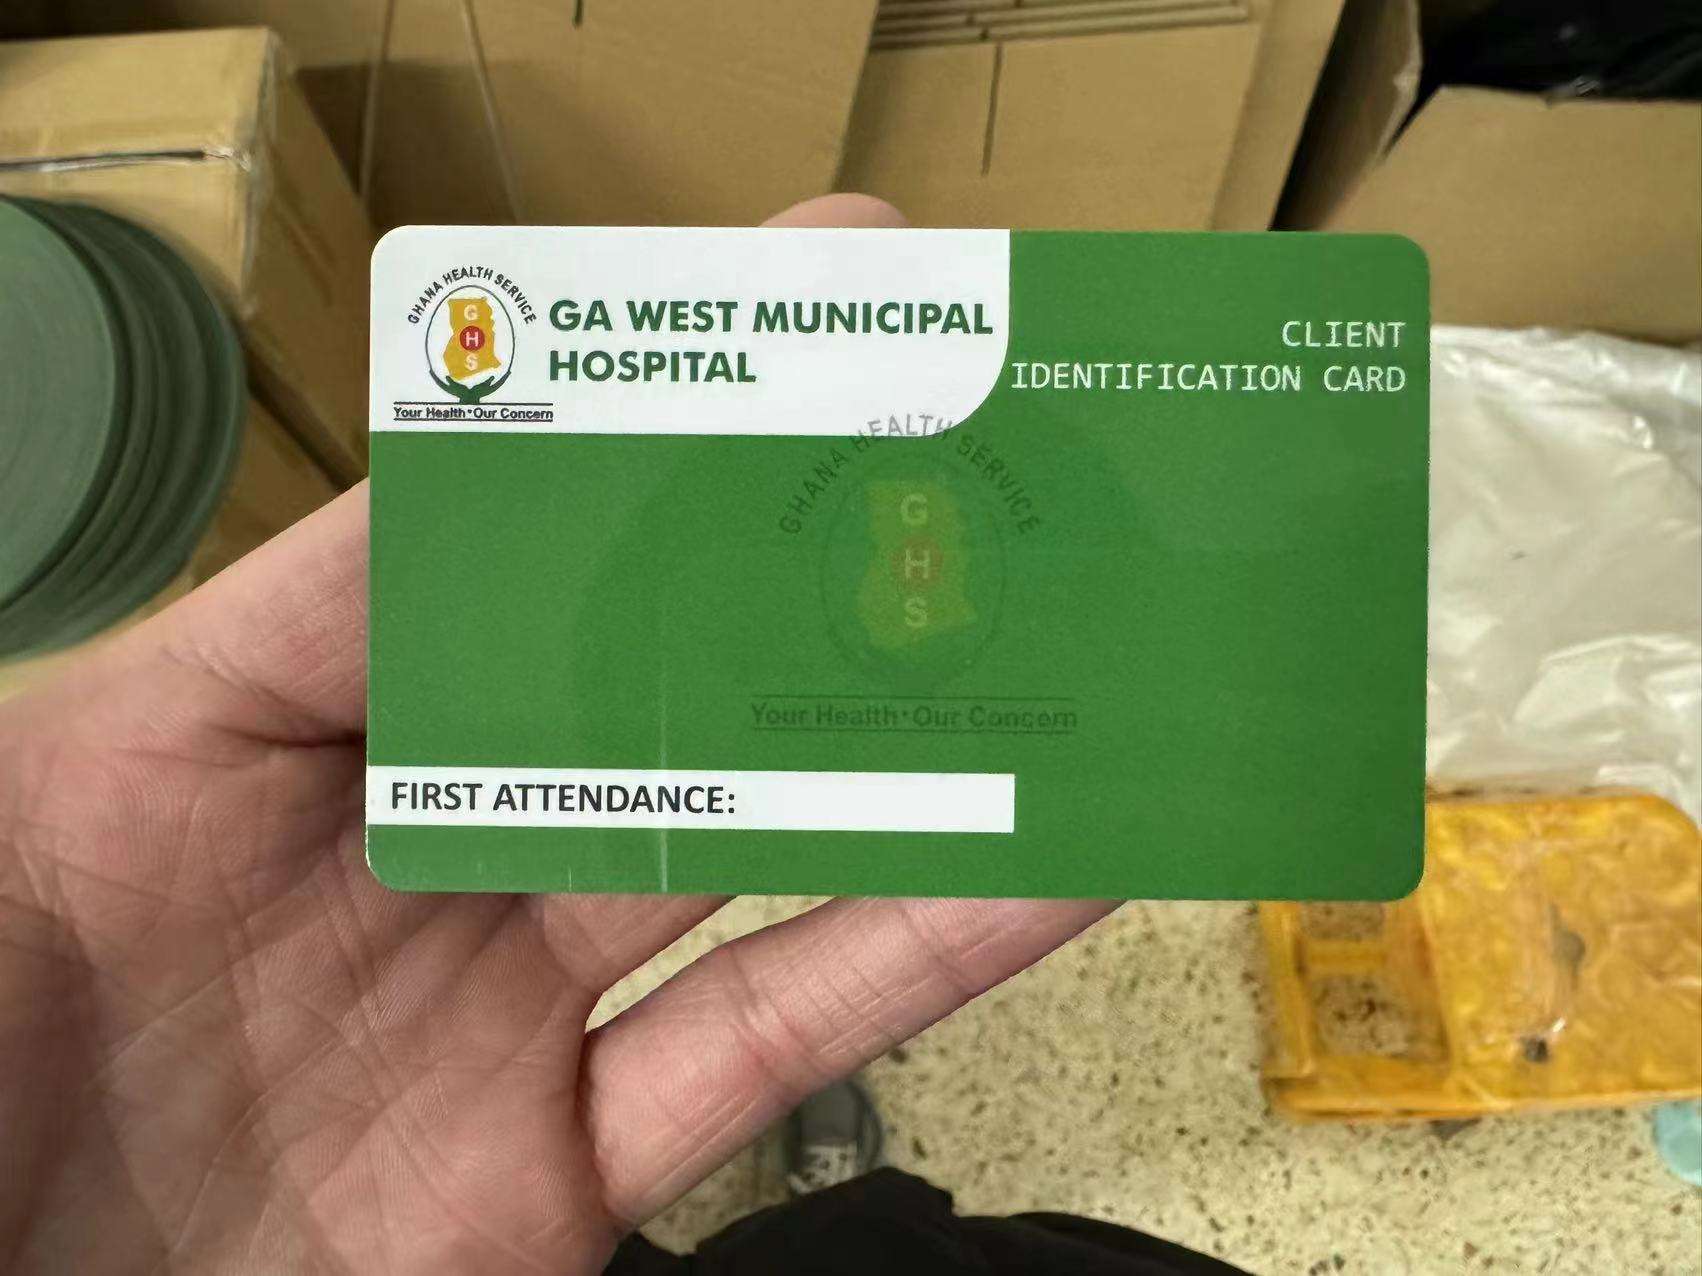 GHANA HEALTH SERVICE
G
H
S
Your Health•Our Concern
GA WEST MUNICIPAL
HOSPITAL
CLIENT
IDENTIFICATION CARD
GHANA HEALTH SERVICE
G
H
S
Your Health•Our Concern
FIRST ATTENDANCE: